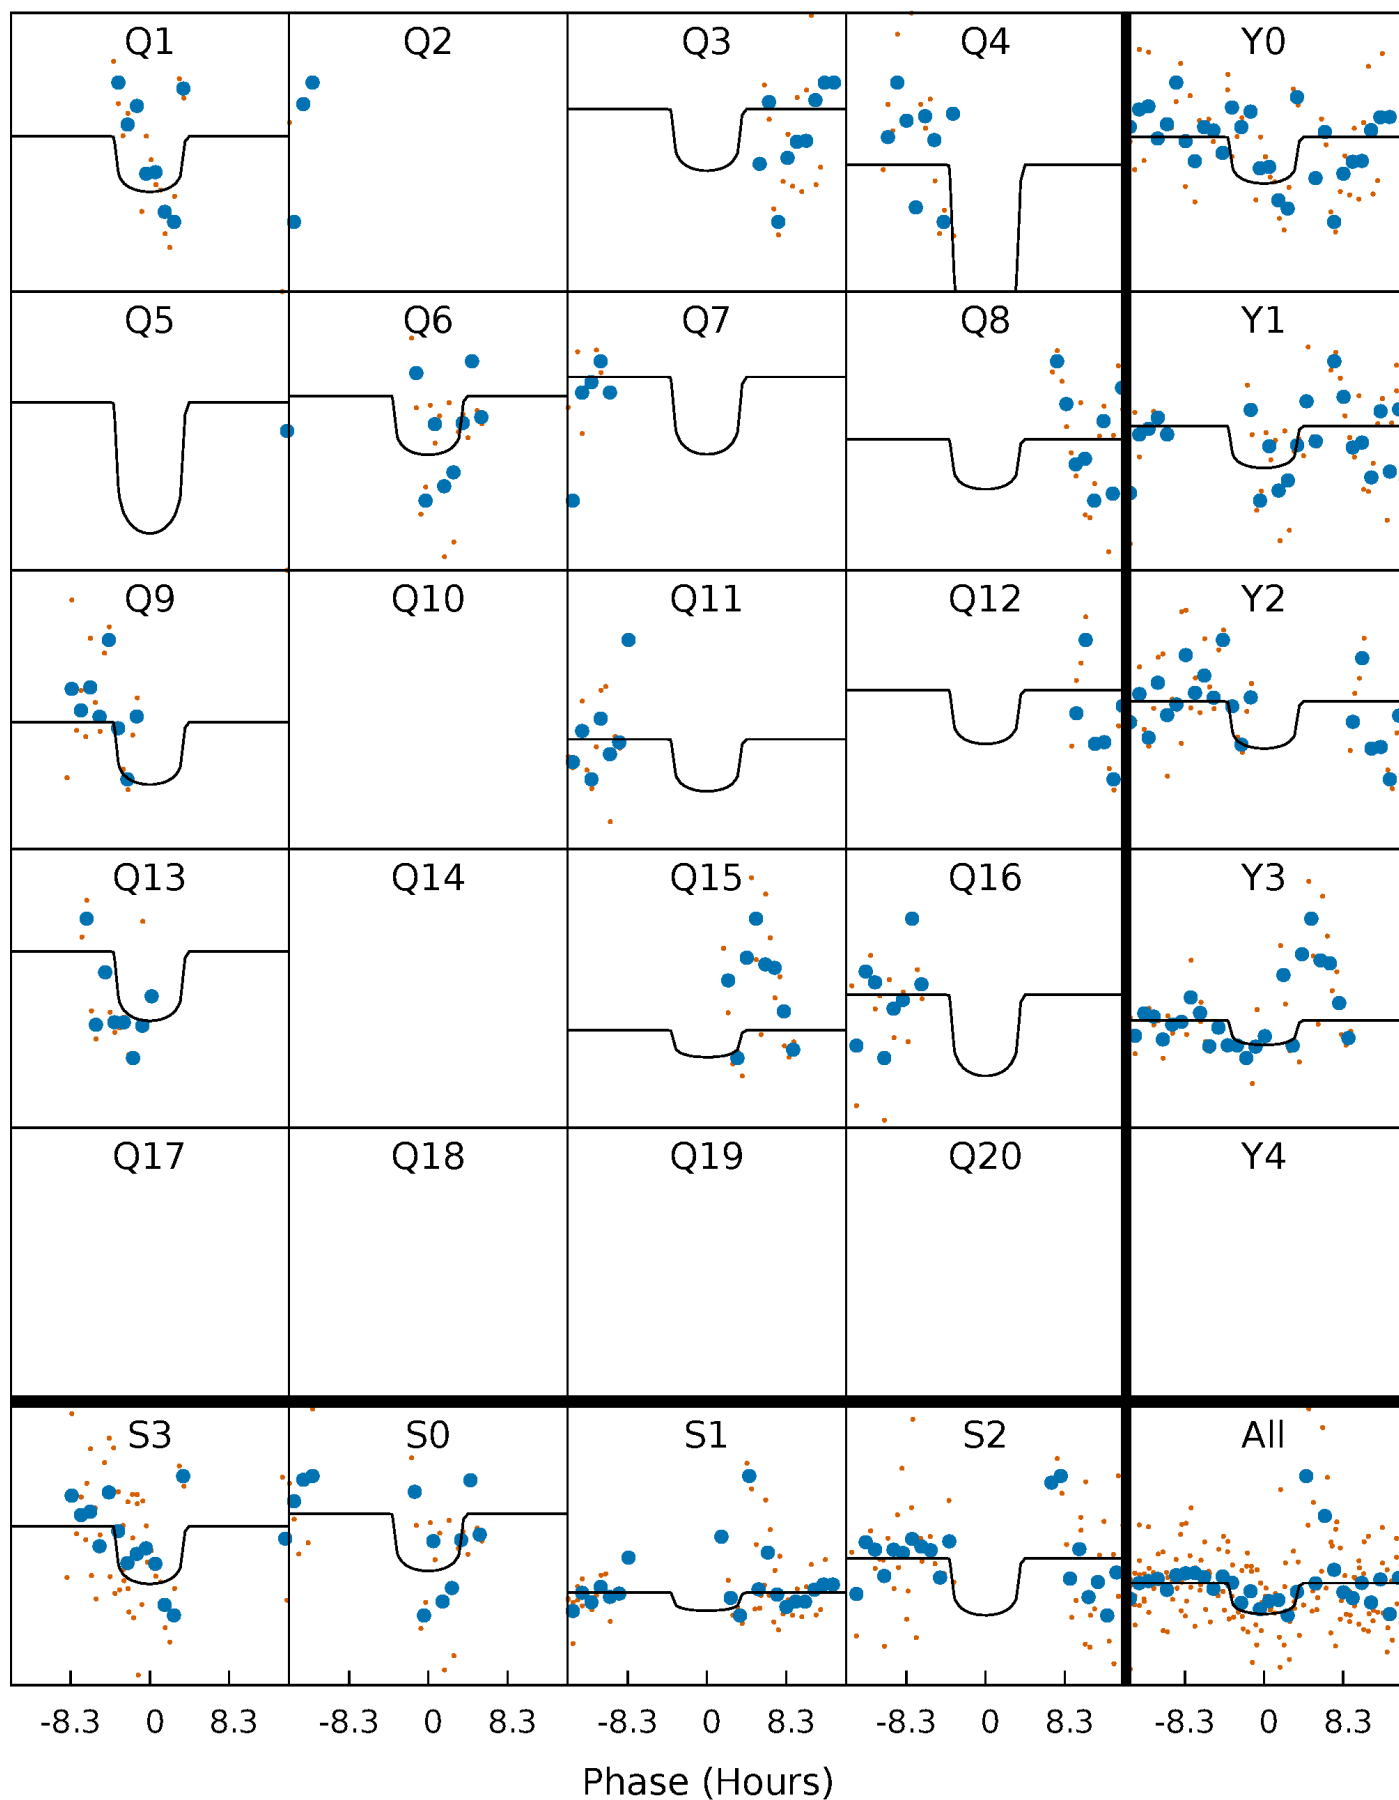 Q1 Q2 Q3 Q4 Y0
Q5 Q6 Q7 Q8 Y1
Q9 Q10 Q11 Q12 Y2
Q13 Q14 Q15 Q16 Y3
Q17 Q18 Q19 Q20 Y4
S3 S0 S1 S2 All
-8.3 0 8.3 -8.3 0 8.3 -8.3 0 8.3 -8.3 0 8.3 -8.3 0 8.3
Phase (Hours)